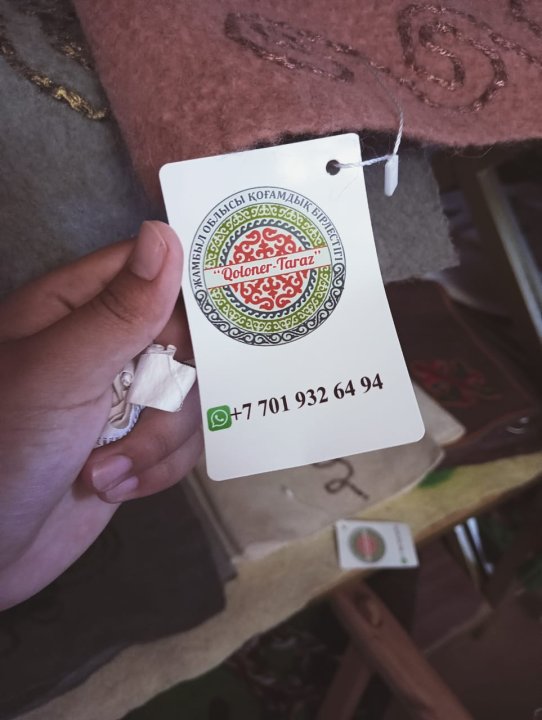 ЖАМБЫЛ ОБЛЫСЫ ҚОҒАМДЫҚ БІРЛЕСТІГІ
"Qoloner-Taraz"
+7 701 932 64 94